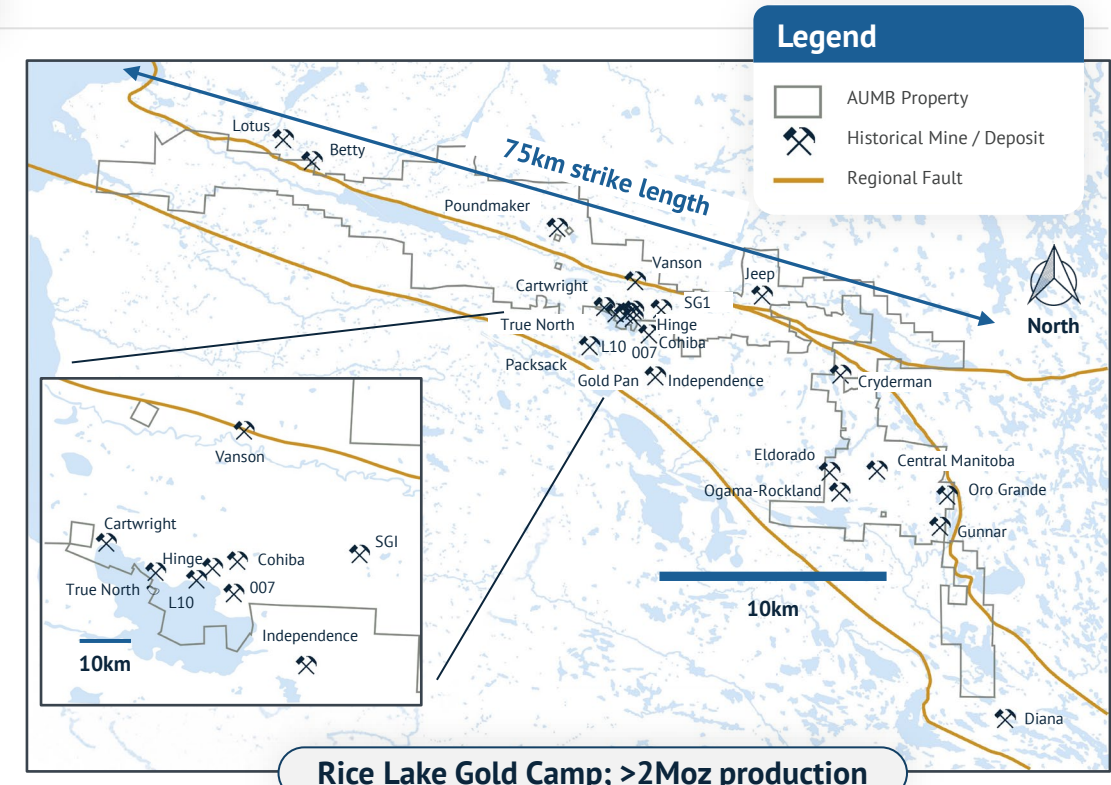 Legend
AUMB Property
Historical Mine / Deposit
Regional Fault
75km strike length
Lotus
Betty
Poundmaker
Vanson
Jeep
Cartwright
SG1
True North
Hinge
L10
007
Cohiba
Packsack
Gold Pan
Independence
North
Cryderman
Eldorado
Central Manitoba
Ogama-Rockland
Oro Grande
Gunnar
10km
Diana
Vanson
Cartwright
SGI
Hinge
Cohiba
True North
L10
007
Independence
10km
Rice Lake Gold Camp; >2Moz production